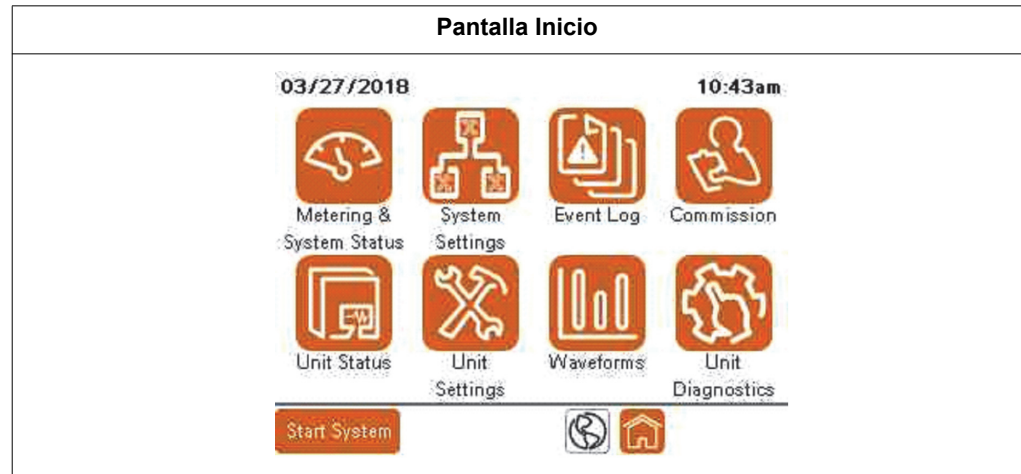 Pantalla Inicio
03/27/2018 10:43am
Metering &
System Status
System
Settings
Event Log
Commission
Unit Status
Unit
Settings
Waveforms
Unit
Diagnostics
Start System